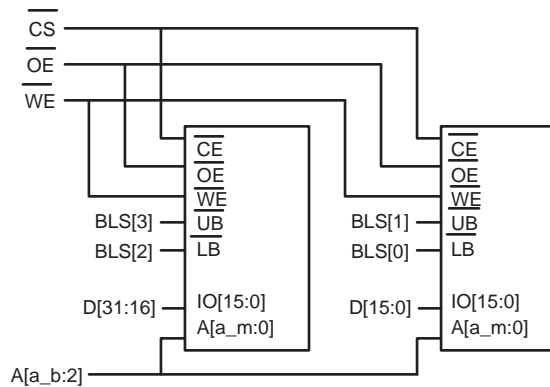 CS
OE
WE
CE
OE
WE
BLS[3] UB
BLS[2] LB
D[31:16] IO[15:0]
A[a_m:0]
CE
OE
WE
BLS[1] UB
BLS[0] LB
D[15:0] IO[15:0]
A[a_m:0]
A[a_b:2]